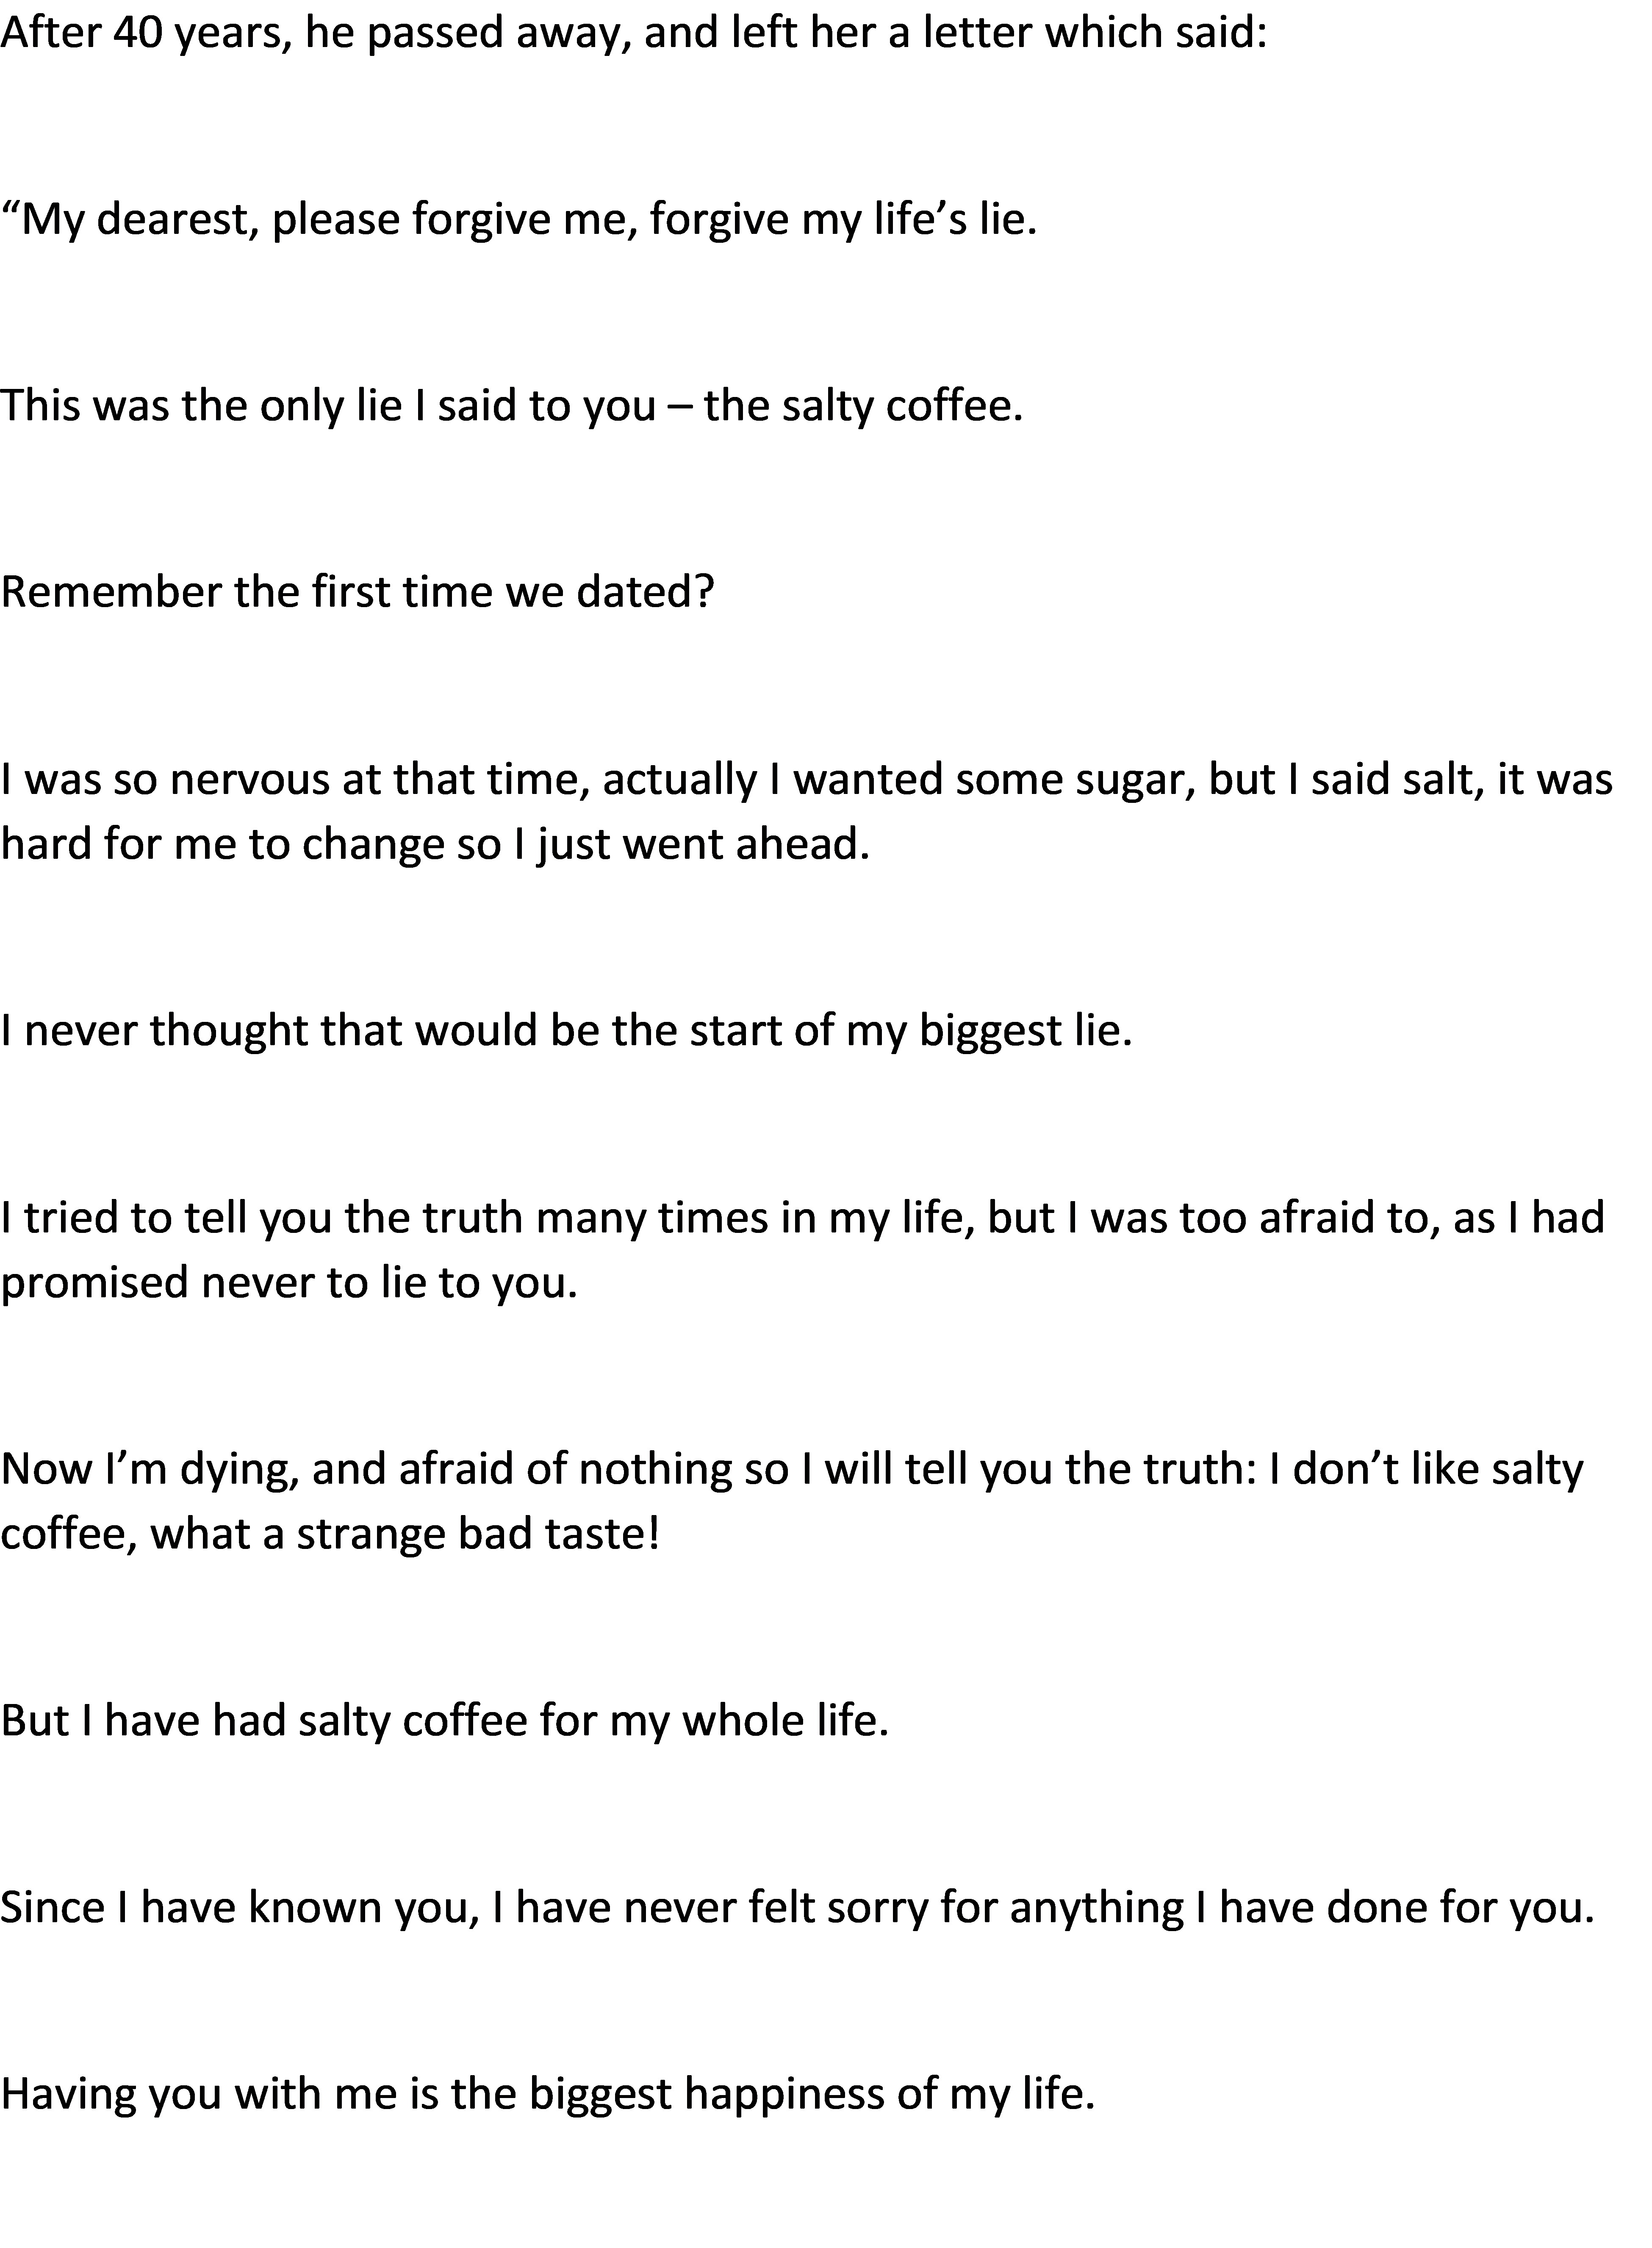 After 40 years, he passed away, and left her a letter which said:
“My dearest, please forgive me, forgive my life’s lie.
This was the only lie I said to you – the salty coffee.
Remember the first time we dated?
I was so nervous at that time, actually I wanted some sugar, but I said salt, it was
hard for me to change so I just went ahead.
I never thought that would be the start of my biggest lie.
I tried to tell you the truth many times in my life, but I was too afraid to, as I had
promised never to lie to you.
Now I’m dying, and afraid of nothing so I will tell you the truth: I don’t like salty
coffee, what a strange bad taste!
But I have had salty coffee for my whole life.
Since I have known you, I have never felt sorry for anything I have done for you.
Having you with me is the biggest happiness of my life.